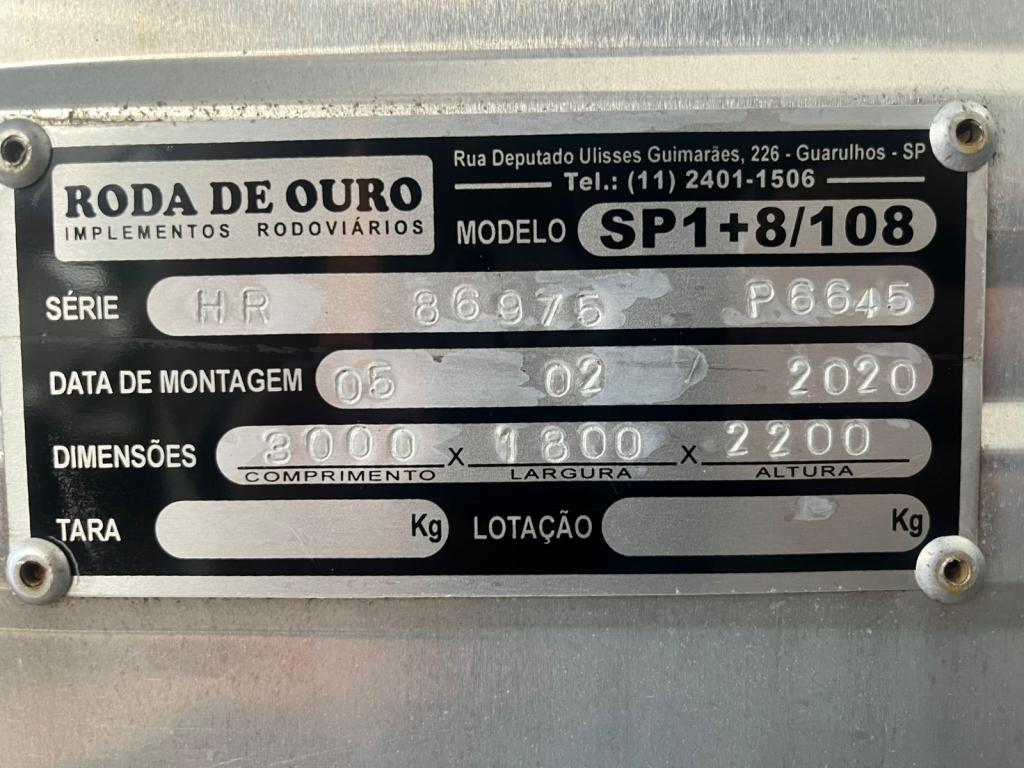 RODA DE OURO
IMPLEMENTOS RODOVIÁRIOS
Rua Deputado Ulisses Guimarães, 226 - Guarulhos - SP
Tel.: (11) 2401-1506
MODELO SP1+8/108
SÉRIE HR 86975 P6645
DATA DE MONTAGEM 05 02 2020
DIMENSÕES 3000 x 1800 x 2200
COMPRIMENTO LARGURA ALTURA
TARA Kg LOTAÇÃO Kg